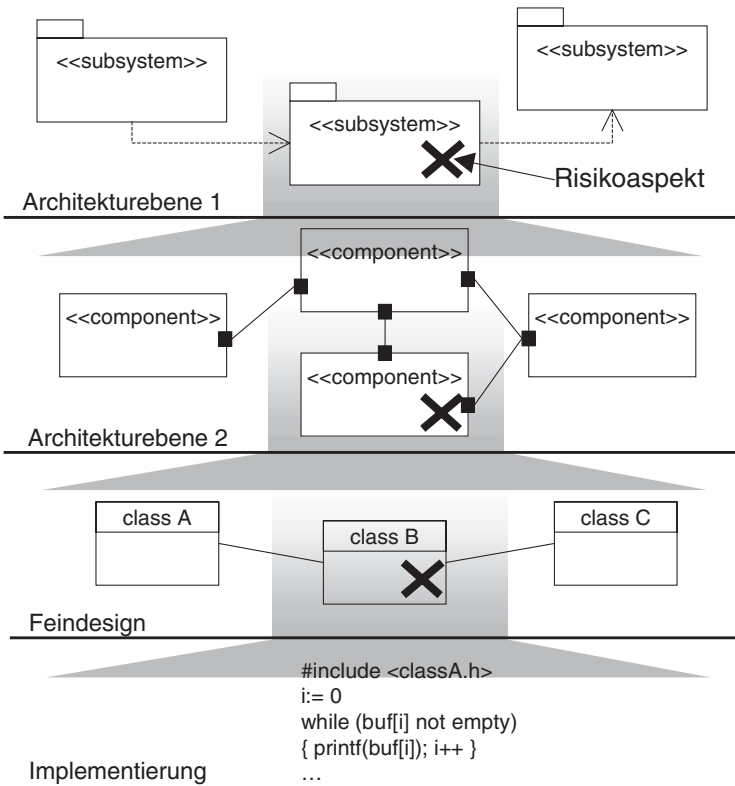 <<subsystem>>
<<subsystem>>
<<subsystem>>
Risikoaspekt
Architekturebene 1
<<component>>
<<component>>
<<component>>
<<component>>
Architekturebene 2
class A
class B
class C
Feindesign
#include <classA.h>
i:= 0
while (buf[i] not empty)
{ printf(buf[i]); i++ }
…
Implementierung